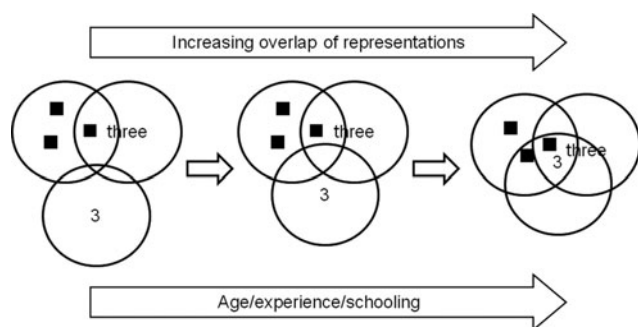 Increasing overlap of representations
three
three
three
3
3
3
Age/experience/schooling